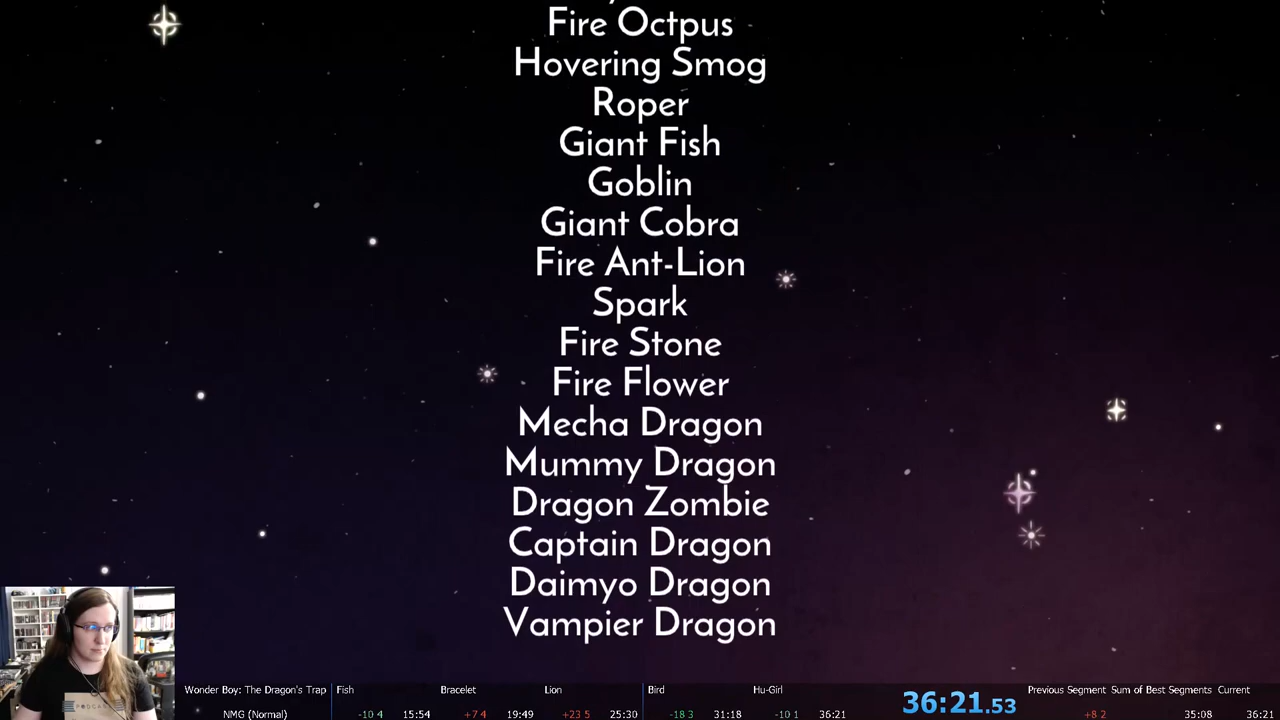 Fire Octpus
Hovering Smog
Roper
Giant Fish
Goblin
Giant Cobra
Fire Ant-Lion
Spark
Fire Stone
Fire Flower
Mecha Dragon
Mummy Dragon
Dragon Zombie
Captain Dragon
Daimyo Dragon
Vampier Dragon
PODCAS
Wonder Boy: The Dragon's Trap Fish Bracelet Lion Bird Hu-Girl 36:21.53 Previous Segment Sum of Best Segments Current
NMG (Normal) -10 4 15:54 +7 4 19:49 +23 5 25:30 -18 3 31:18 -10 1 36:21 +8 2 35:08 36:21